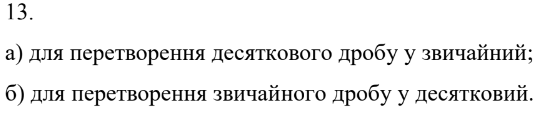 13.
а) для перетворення десяткового дробу у звичайний;
б) для перетворення звичайного дробу у десятковий.